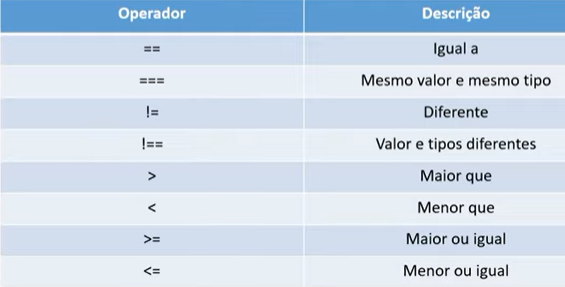 Operador Descrição
== Igual a
=== Mesmo valor e mesmo tipo
!= Diferente
!== Valor e tipos diferentes
> Maior que
< Menor que
>= Maior ou igual
<= Menor ou igual